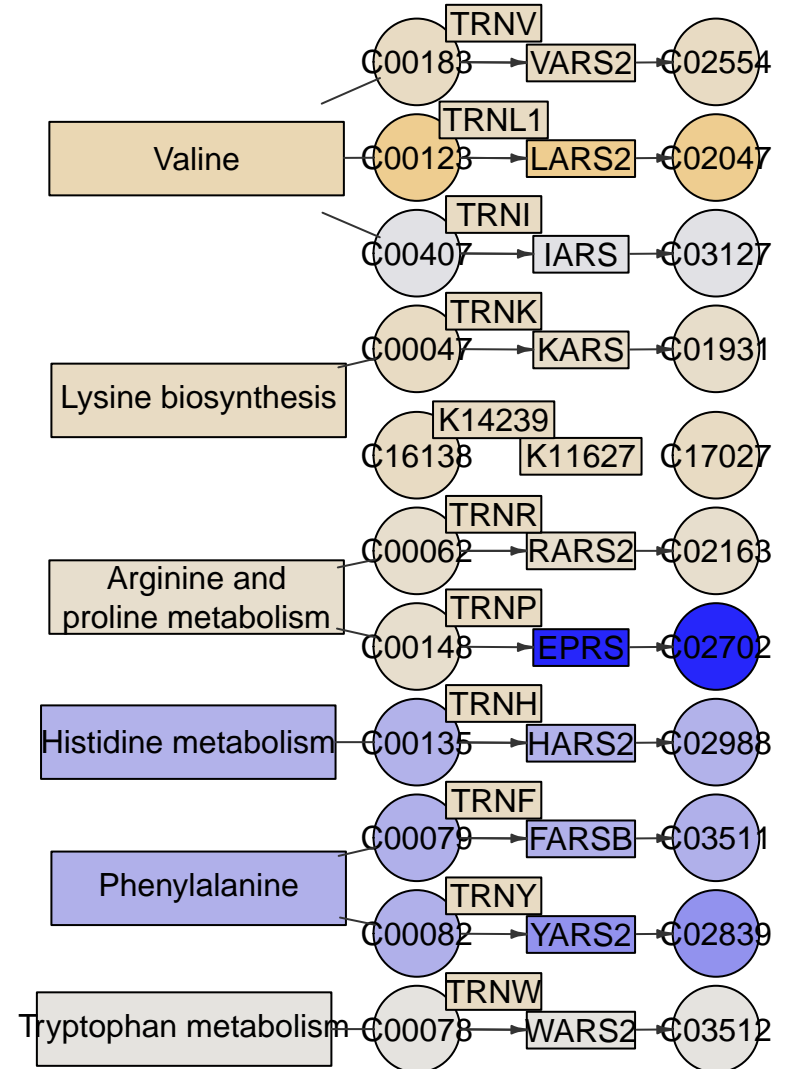 TRNV
C00183 VARS2 C02554
TRNL1
Valine C00123 LARS2 C02047
TRNI
C00407 IARS C03127
TRNK
C00047 KARS C01931
Lysine biosynthesis
K14239
C16138 K11627 C17027
TRNR
C00062 RARS2 C02163
Arginine and
proline metabolism
TRNP
C00148 EPRS C02702
TRNH
Histidine metabolism C00135 HARS2 C02988
TRNF
C00079 FARSB C03511
Phenylalanine
TRNY
C00082 YARS2 C02839
TRNW
Tryptophan metabolism C00078 WARS2 C03512